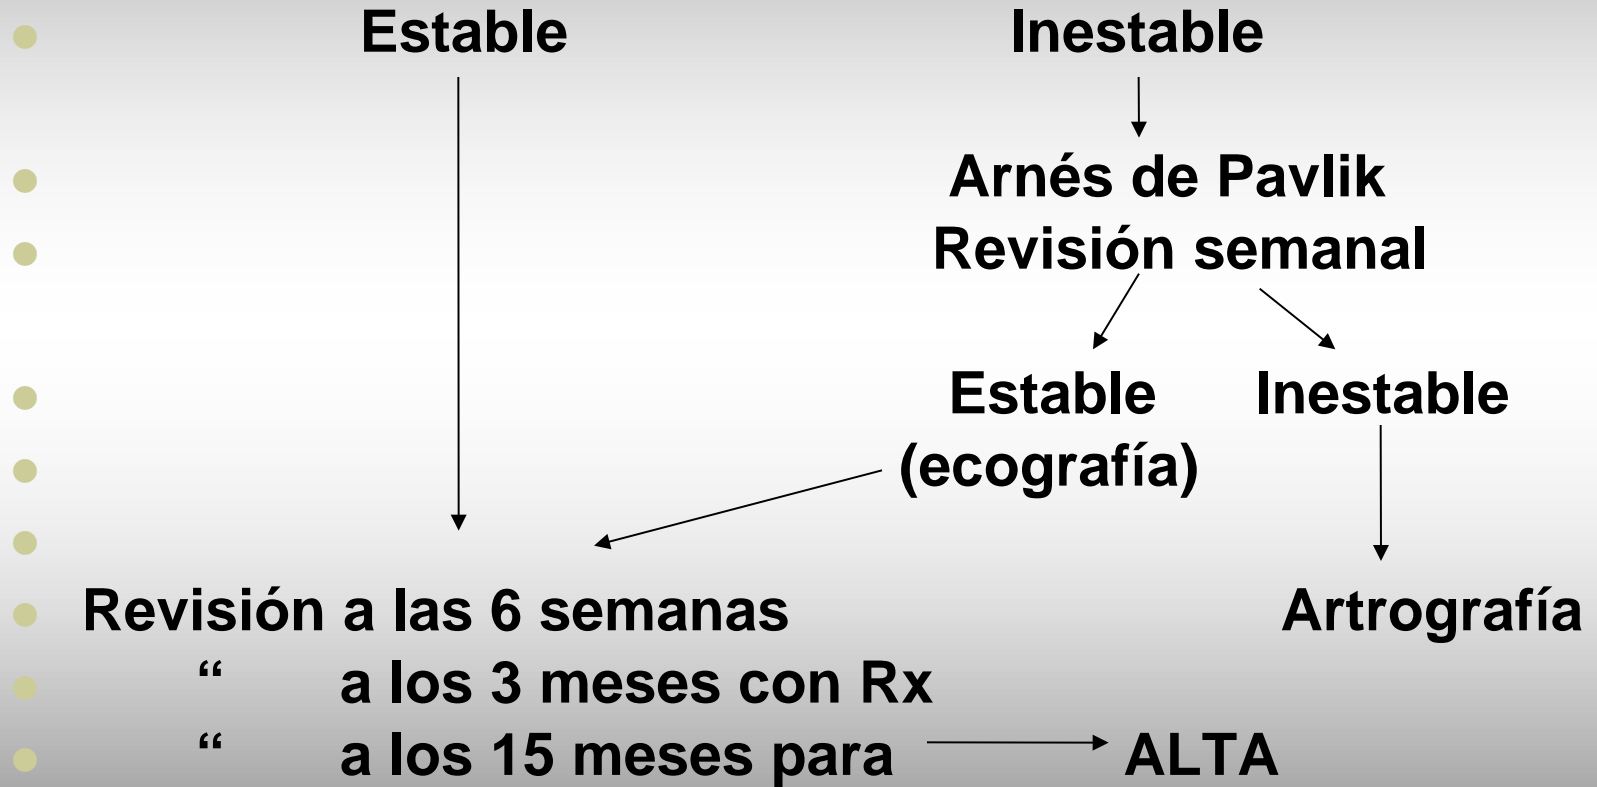 Estable Inestable
Arnés de Pavlik
Revisión semanal
Estable Inestable
(ecografía)
Revisión a las 6 semanas Artrografía
“ a los 3 meses con Rx
“ a los 15 meses para ALTA